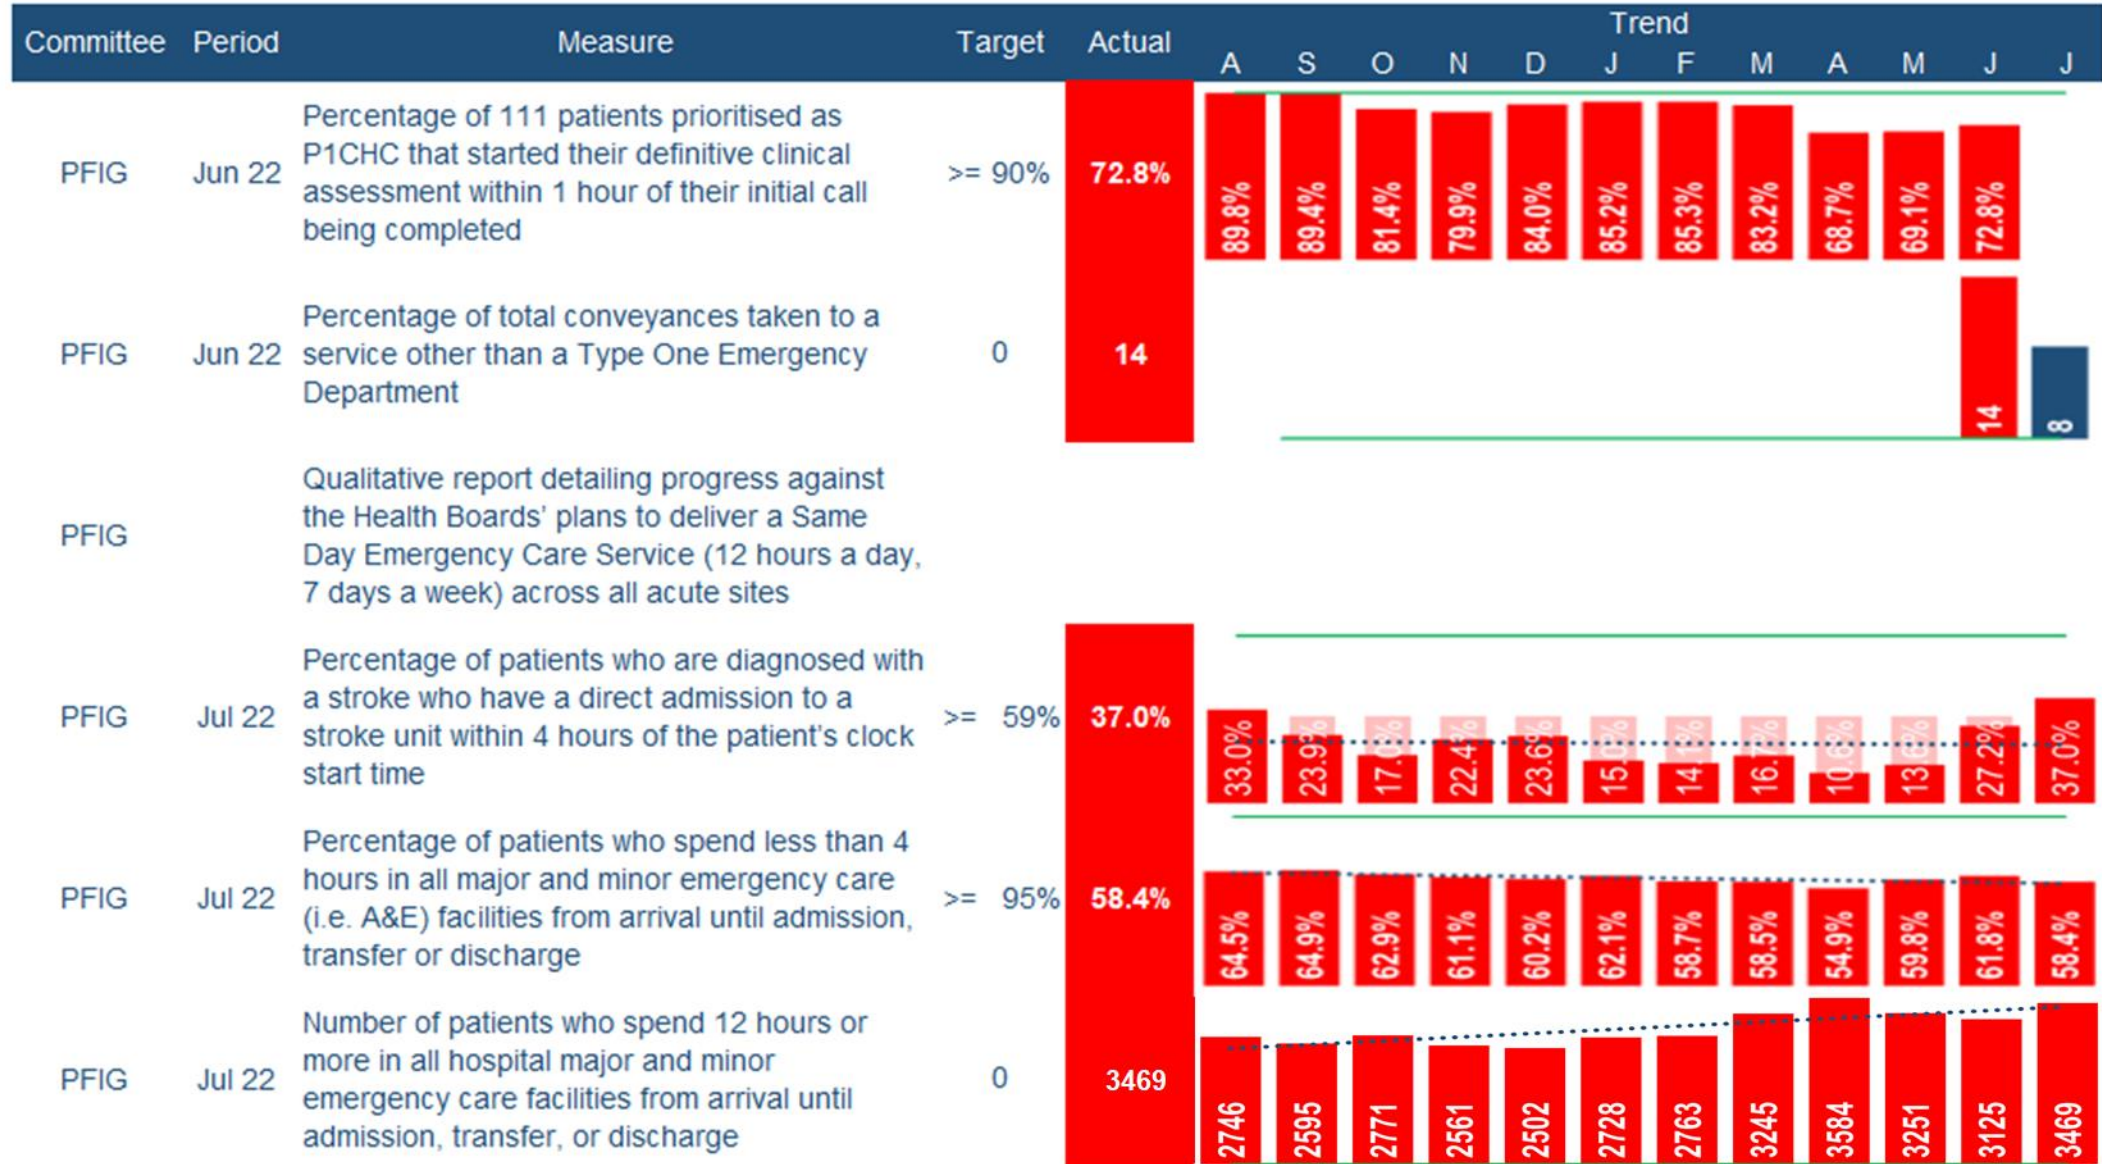 Committee Period Measure Target Actual Trend
A S O N D J F M A M J J
Percentage of 111 patients prioritised as
P1CHC that started their definitive clinical
assessment within 1 hour of their initial call
being completed
PFIG Jun 22 >= 90% 72.8%
89.8% 89.4% 81.4% 79.9% 84.0% 85.2% 85.3% 83.2% 68.7% 69.1% 72.8%
Percentage of total conveyances taken to a
service other than a Type One Emergency
Department
PFIG Jun 22 0 14
14 8
Qualitative report detailing progress against
the Health Boards' plans to deliver a Same
Day Emergency Care Service (12 hours a day,
7 days a week) across all acute sites
PFIG
Percentage of patients who are diagnosed with
a stroke who have a direct admission to a
stroke unit within 4 hours of the patient's clock
start time
PFIG Jul 22 >= 59% 37.0%
33.0% 23.9% 22.4% 23.6% 10.6% 13.6% 27.2% 37.0%
Percentage of patients who spend less than 4
hours in all major and minor emergency care
(i.e. A&E) facilities from arrival until admission,
transfer or discharge
PFIG Jul 22 >= 95% 58.4%
64.5% 64.9% 62.9% 61.1% 60.2% 62.1% 58.7% 58.5% 54.9% 59.8% 61.8% 58.4%
Number of patients who spend 12 hours or
more in all hospital major and minor
emergency care facilities from arrival until
admission, transfer, or discharge
PFIG Jul 22 0 3469
2746 2595 2771 2561 2502 2728 2763 3245 3584 3251 3125 3469